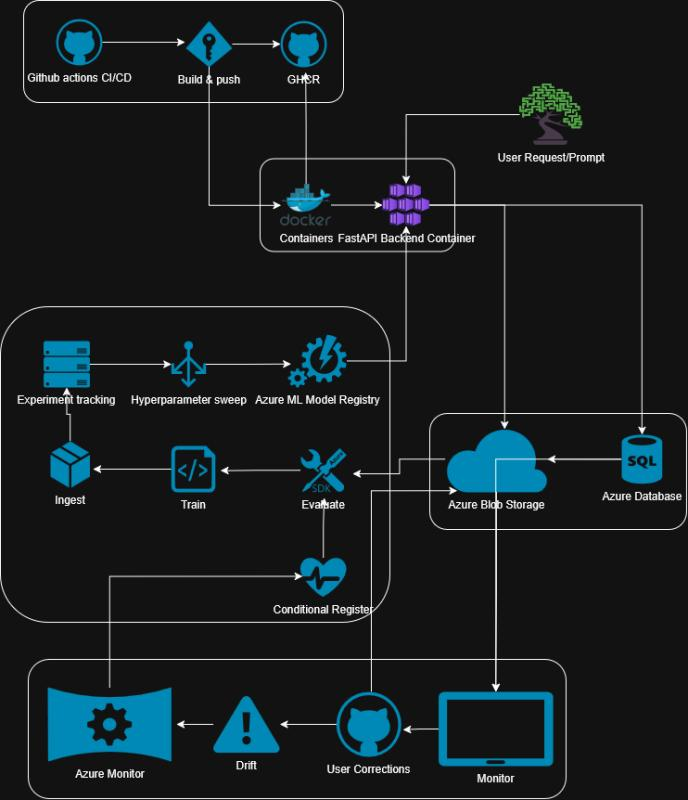 Github actions CI/CD
Build & push
GHCR
User Request/Prompt
docker
Containers
FastAPI Backend Container
Experiment tracking
Hyperparameter sweep
Azure ML Model Registry
Ingest
Train
SDK
Evaluate
SQL
Azure Blob Storage
Azure Database
Conditional Register
Azure Monitor
Drift
User Corrections
Monitor